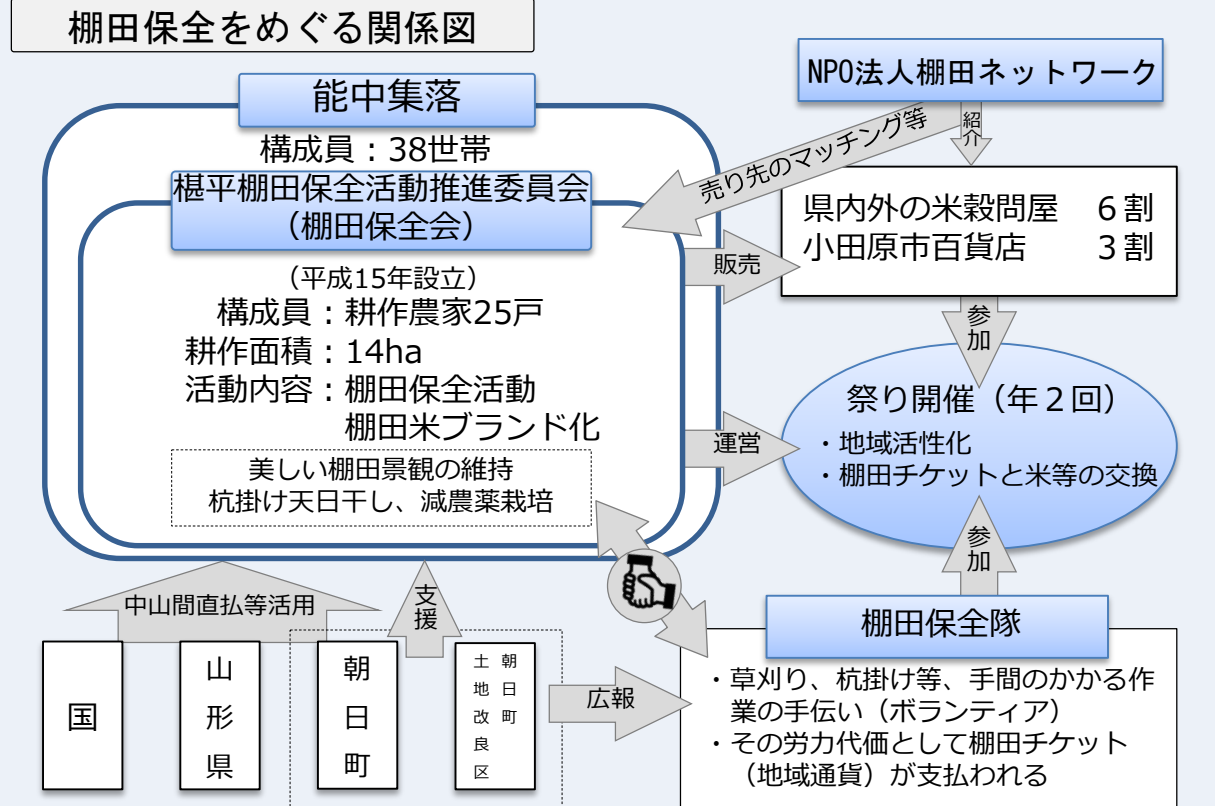 棚田保全をめぐる関係図
能中集落
構成員：38世帯
椹平棚田保全活動推進委員会
（棚田保全会）
（平成15年設立）
構成員：耕作農家25戸
耕作面積：14ha
活動内容：棚田保全活動
棚田米ブランド化
美しい棚田景観の維持
杭掛け天日干し、減農薬栽培
NPO法人棚田ネットワーク
売り先のマッチング等
紹介
県内外の米穀問屋　６割
小田原市百貨店　３割
販売
参加
祭り開催（年２回）
・地域活性化
・棚田チケットと米等の交換
運営
参加
棚田保全隊
・草刈り、杭掛け等、手間のかかる作
業の手伝い（ボランティア）
・その労力代価として棚田チケット
（地域通貨）が支払われる
中山間直払等活用
支援
国
山形県
朝日町
朝日町
土地改良区
広報